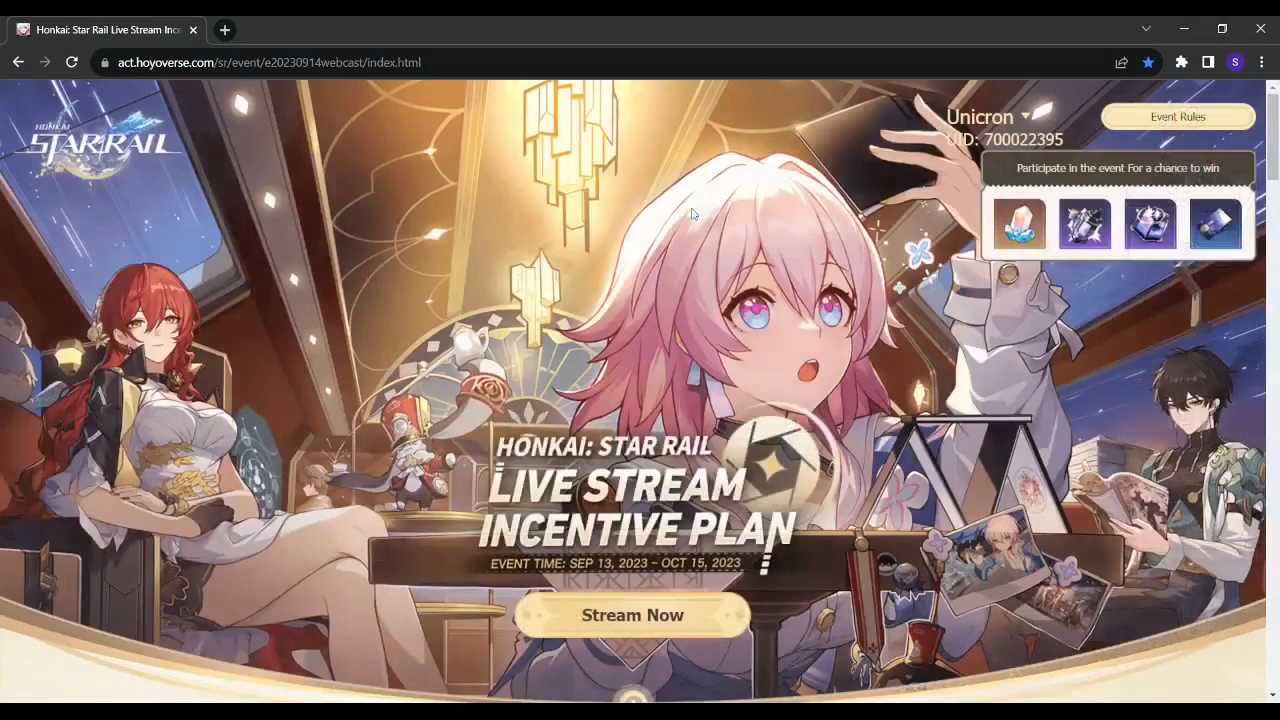 Honkai: Star Rail Live Stream Ince
act.hoyoverse.com/sr/event/e20230914webcast/index.html
S
HONKAI
STAR RAIL
Unicron
UID: 700022395
Event Rules
Participate in the event For a chance to win
HONKAI: STAR RAIL
LIVE STREAM
INCENTIVE PLAN
EVENT TIME: SEP 13, 2023 – OCT 15, 2023
Stream Now